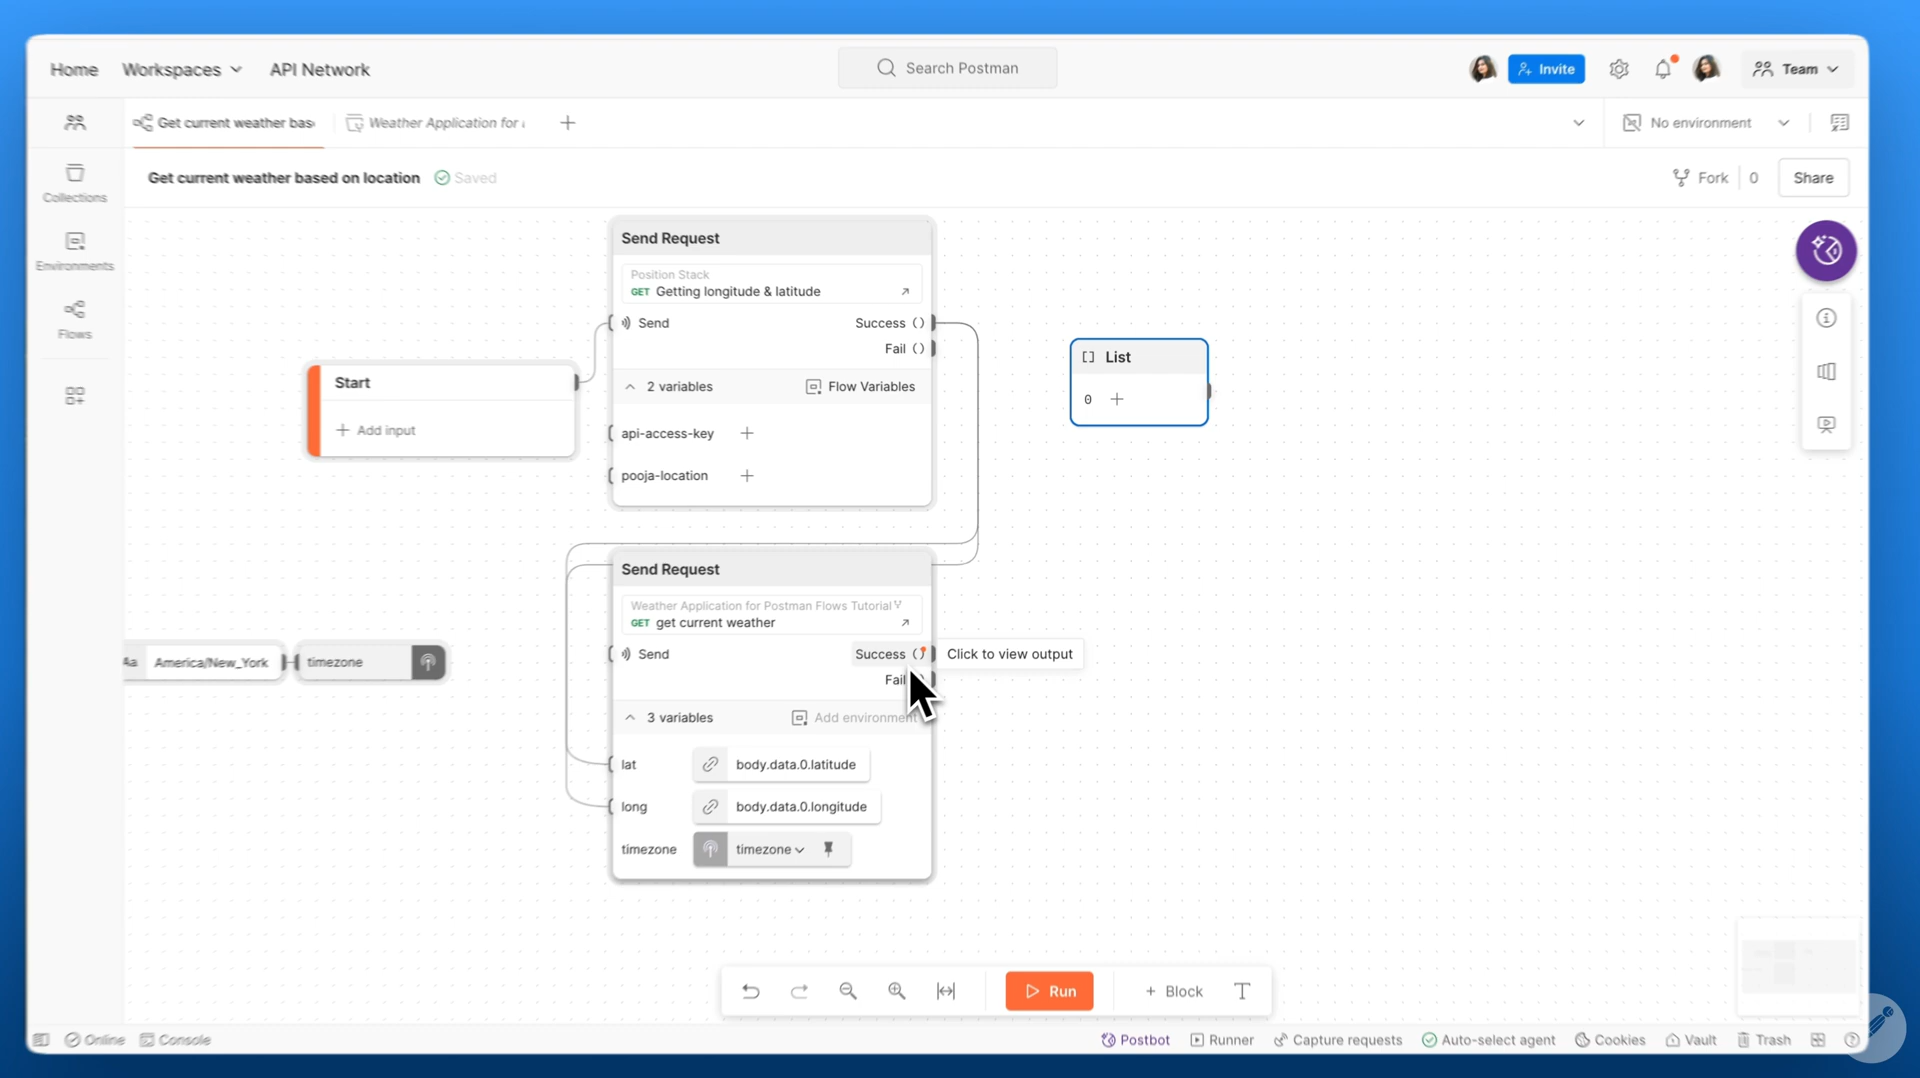 Home Workspaces API Network Search Postman Invite Team
Get current weather bas Weather Application for No environment
Get current weather based on location Saved Fork 0 Share
Collections
Environments
Flows
Start
Add input
Send Request
Position Stack
GET Getting longitude & latitude
Send Success ()
Fail ()
2 variables Flow Variables
api-access-key
pooja-location
[] List
0
Aa America/New_York timezone
Send Request
Weather Application for Postman Flows Tutorial
GET get current weather
Send Success () Click to view output
Fail
3 variables Add environment
lat body.data.0.latitude
long body.data.0.longitude
timezone timezone
Run + Block T
Online Console Postbot Runner Capture requests Auto-select agent Cookies Vault Trash